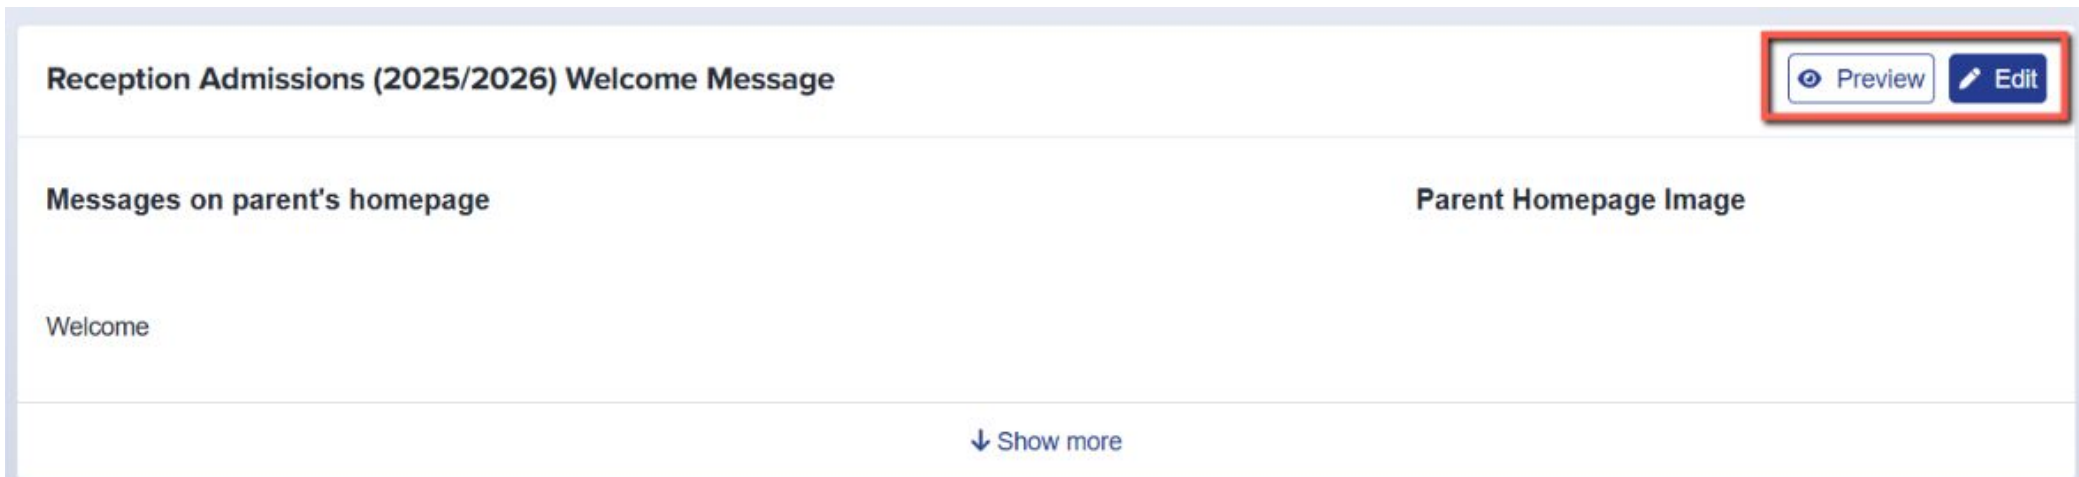 Reception Admissions (2025/2026) Welcome Message
Preview
Edit
Messages on parent's homepage
Parent Homepage Image
Welcome
Show more